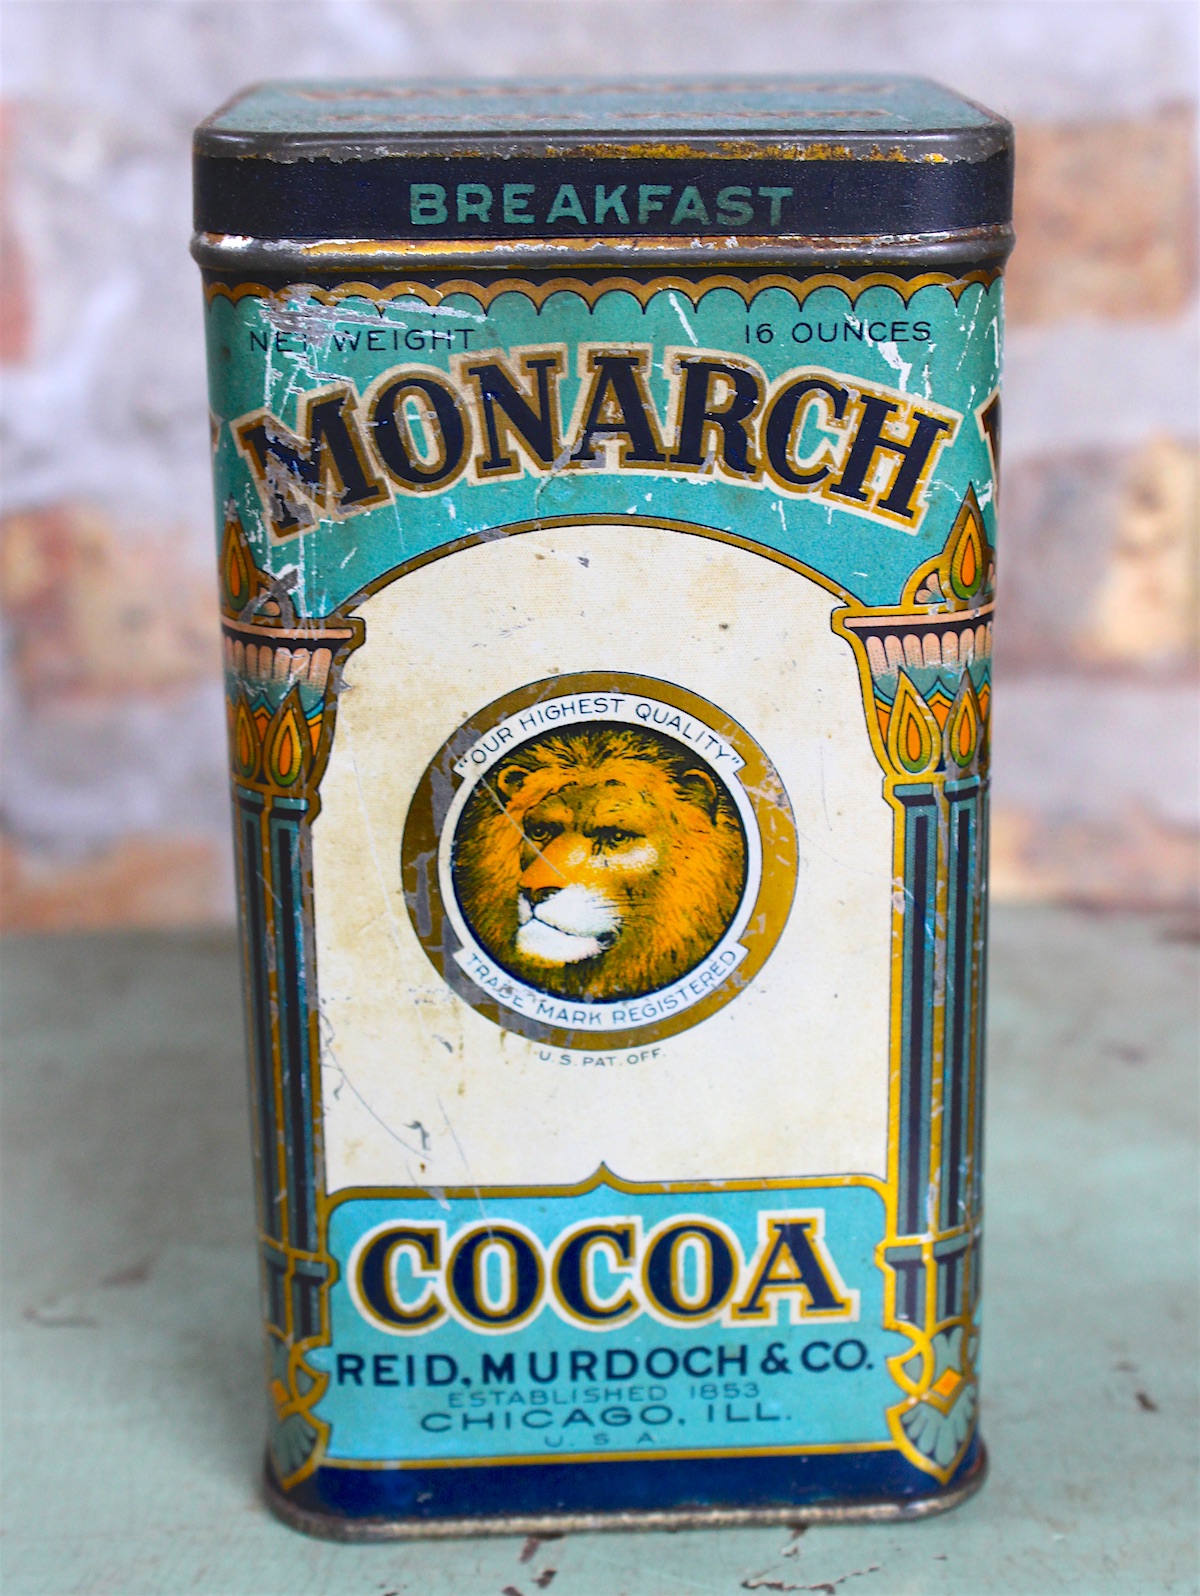 BREAKFAST
NET WEIGHT 16 OUNCES
MONARCH
"OUR HIGHEST QUALITY"
TRADE MARK REGISTERED
U.S. PAT. OFF.
COCOA
REID, MURDOCH & CO.
ESTABLISHED 1853
CHICAGO, ILL.
U. S. A.